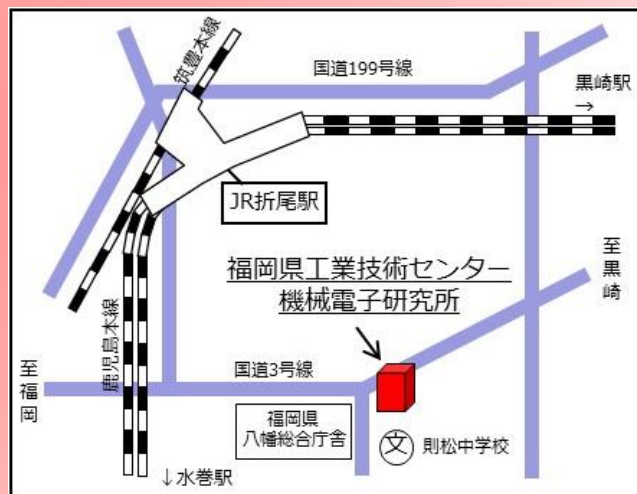 国道199号線
筑豊本線
黒崎駅
→
JR折尾駅
福岡県工業技術センター
機械電子研究所
至黒崎
鹿児島本線
国道3号線
至福岡
福岡県
八幡総合庁舎
文
則松中学校
↓水巻駅